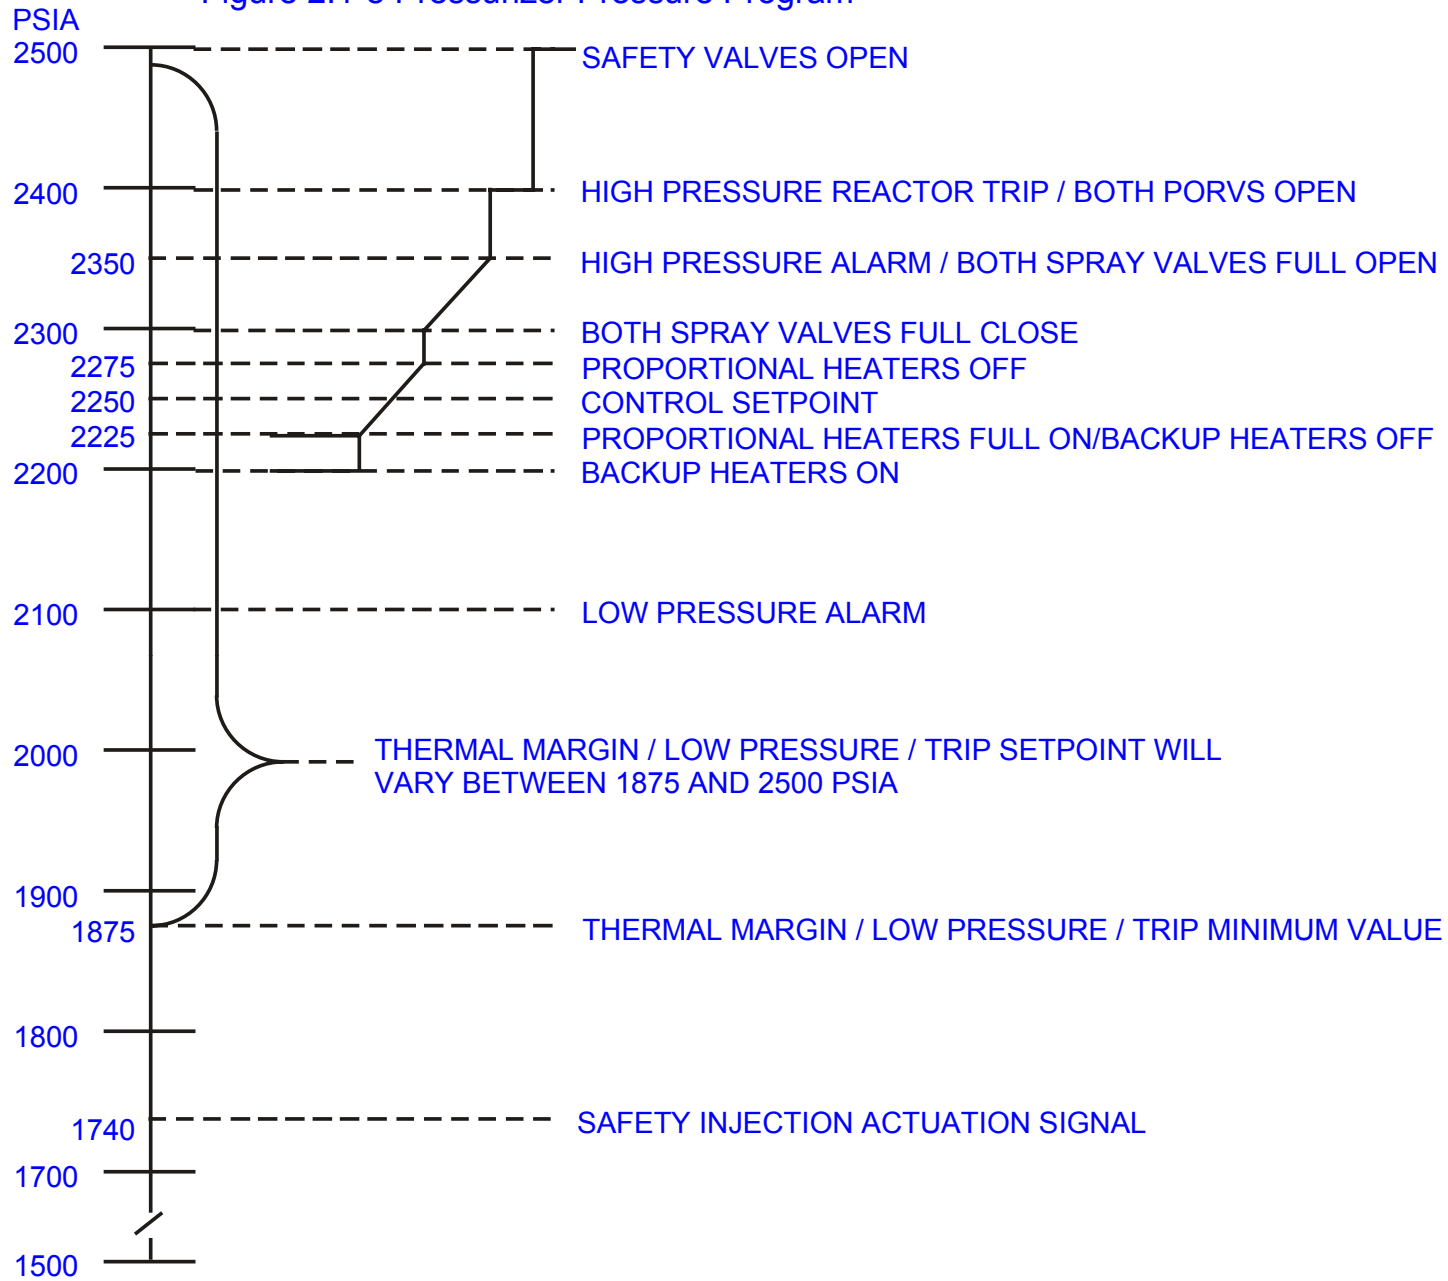 Pressurizer Pressure Program
PSIA
2500
SAFETY VALVES OPEN
2400
HIGH PRESSURE REACTOR TRIP / BOTH PORVS OPEN
2350
HIGH PRESSURE ALARM / BOTH SPRAY VALVES FULL OPEN
2300
BOTH SPRAY VALVES FULL CLOSE
2275
PROPORTIONAL HEATERS OFF
2250
CONTROL SETPOINT
2225
PROPORTIONAL HEATERS FULL ON/BACKUP HEATERS OFF
2200
BACKUP HEATERS ON
2100
LOW PRESSURE ALARM
2000
THERMAL MARGIN / LOW PRESSURE / TRIP SETPOINT WILL
VARY BETWEEN 1875 AND 2500 PSIA
1900
1875
THERMAL MARGIN / LOW PRESSURE / TRIP MINIMUM VALUE
1800
1740
SAFETY INJECTION ACTUATION SIGNAL
1700
1500